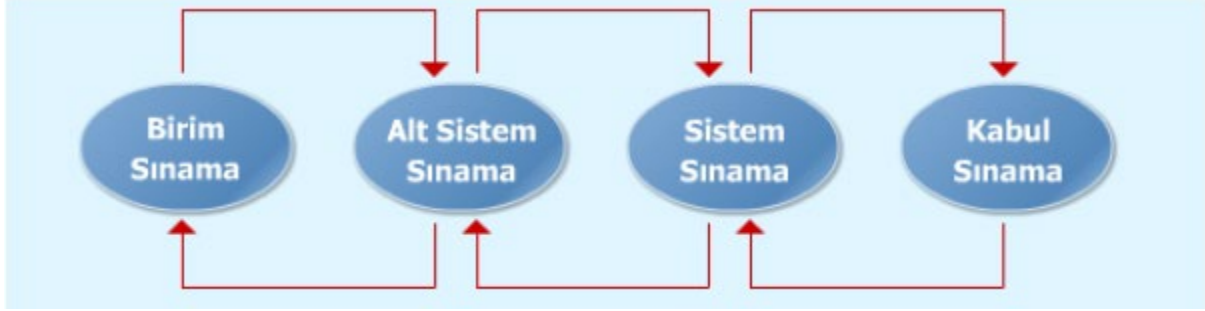 Birim
Sınama
Alt Sistem
Sınama
Sistem
Sınama
Kabul
Sınama